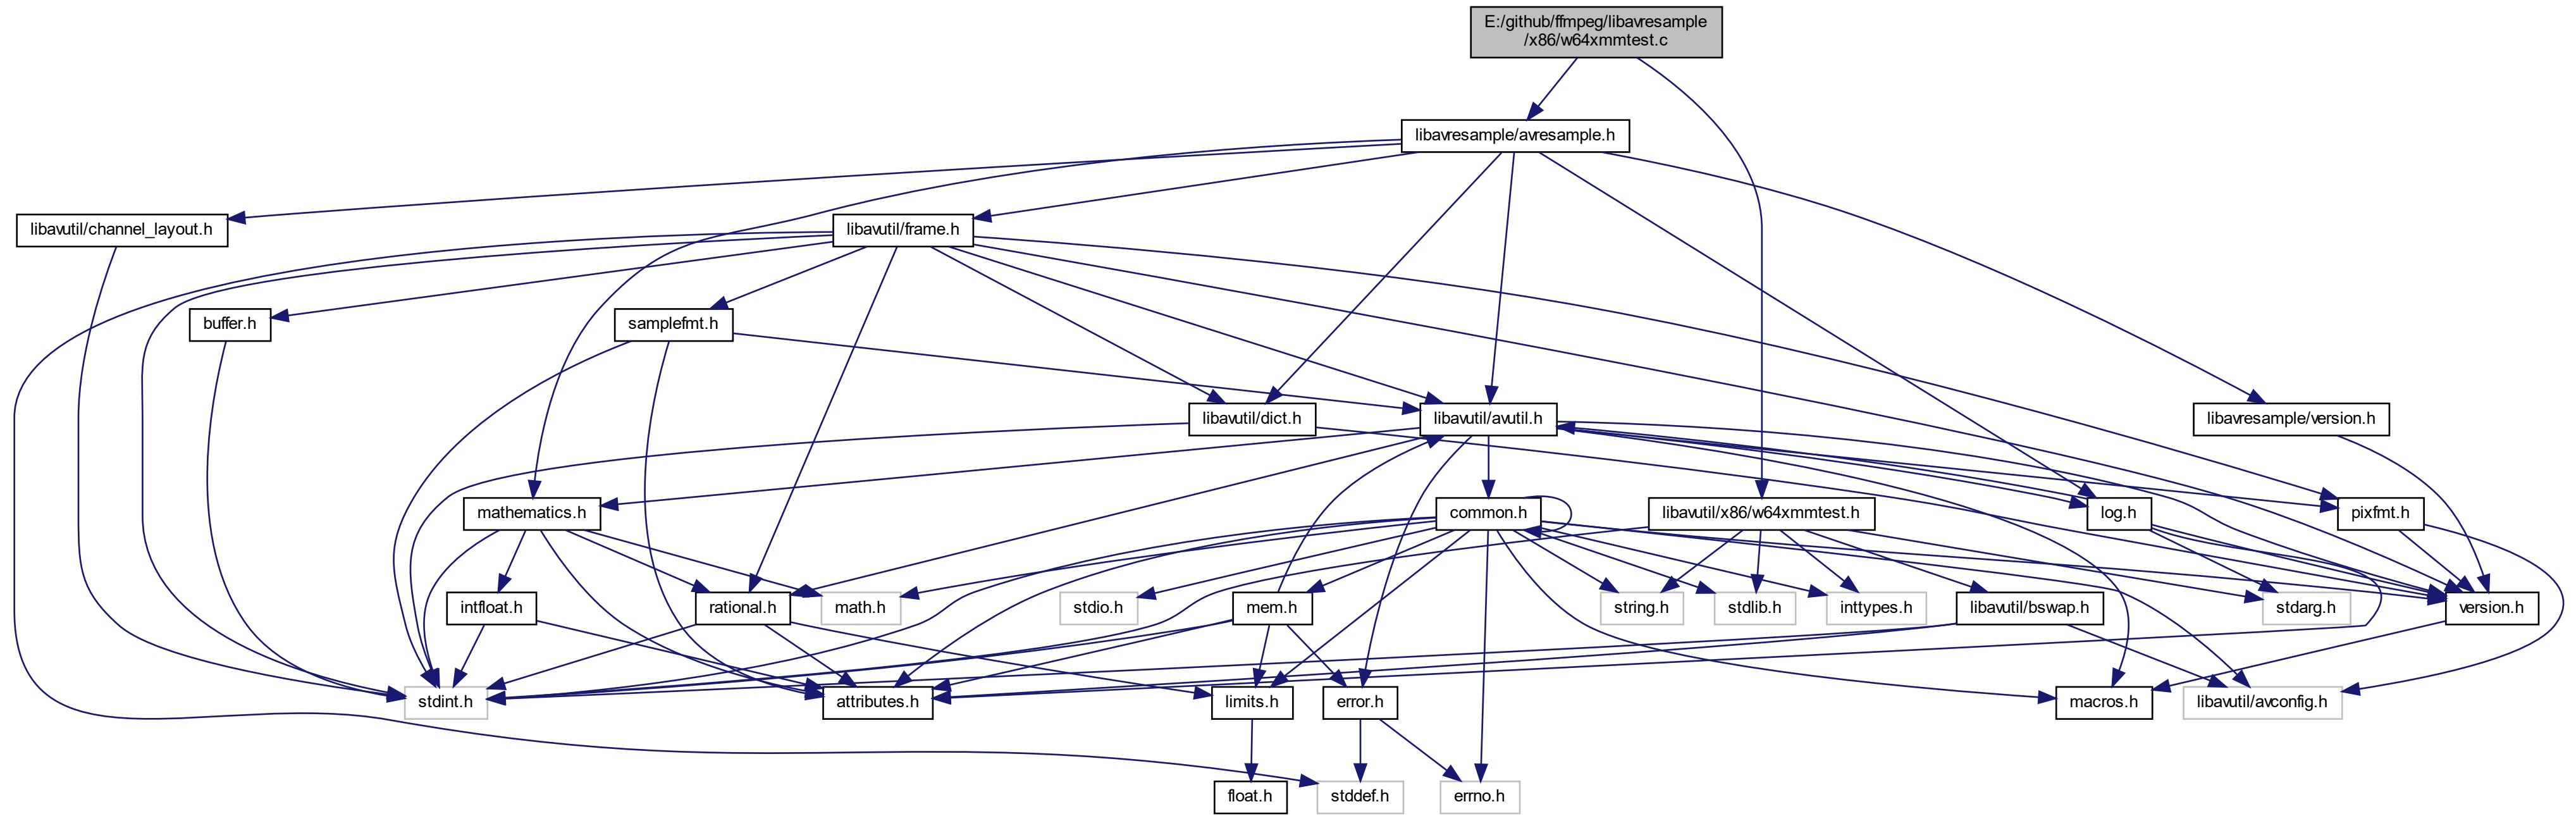 E:/github/ffmpeg/libavresample
/x86/w64xmmtest.c
libavresample/avresample.h
libavutil/channel_layout.h
libavutil/frame.h
buffer.h
samplefmt.h
libavutil/dict.h
libavutil/avutil.h
libavresample/version.h
mathematics.h
common.h
libavutil/x86/w64xmmtest.h
log.h
pixfmt.h
intfloat.h
rational.h
math.h
stdio.h
mem.h
string.h
stdlib.h
inttypes.h
libavutil/bswap.h
stdarg.h
version.h
stdint.h
attributes.h
limits.h
error.h
macros.h
libavutil/avconfig.h
float.h
stddef.h
errno.h